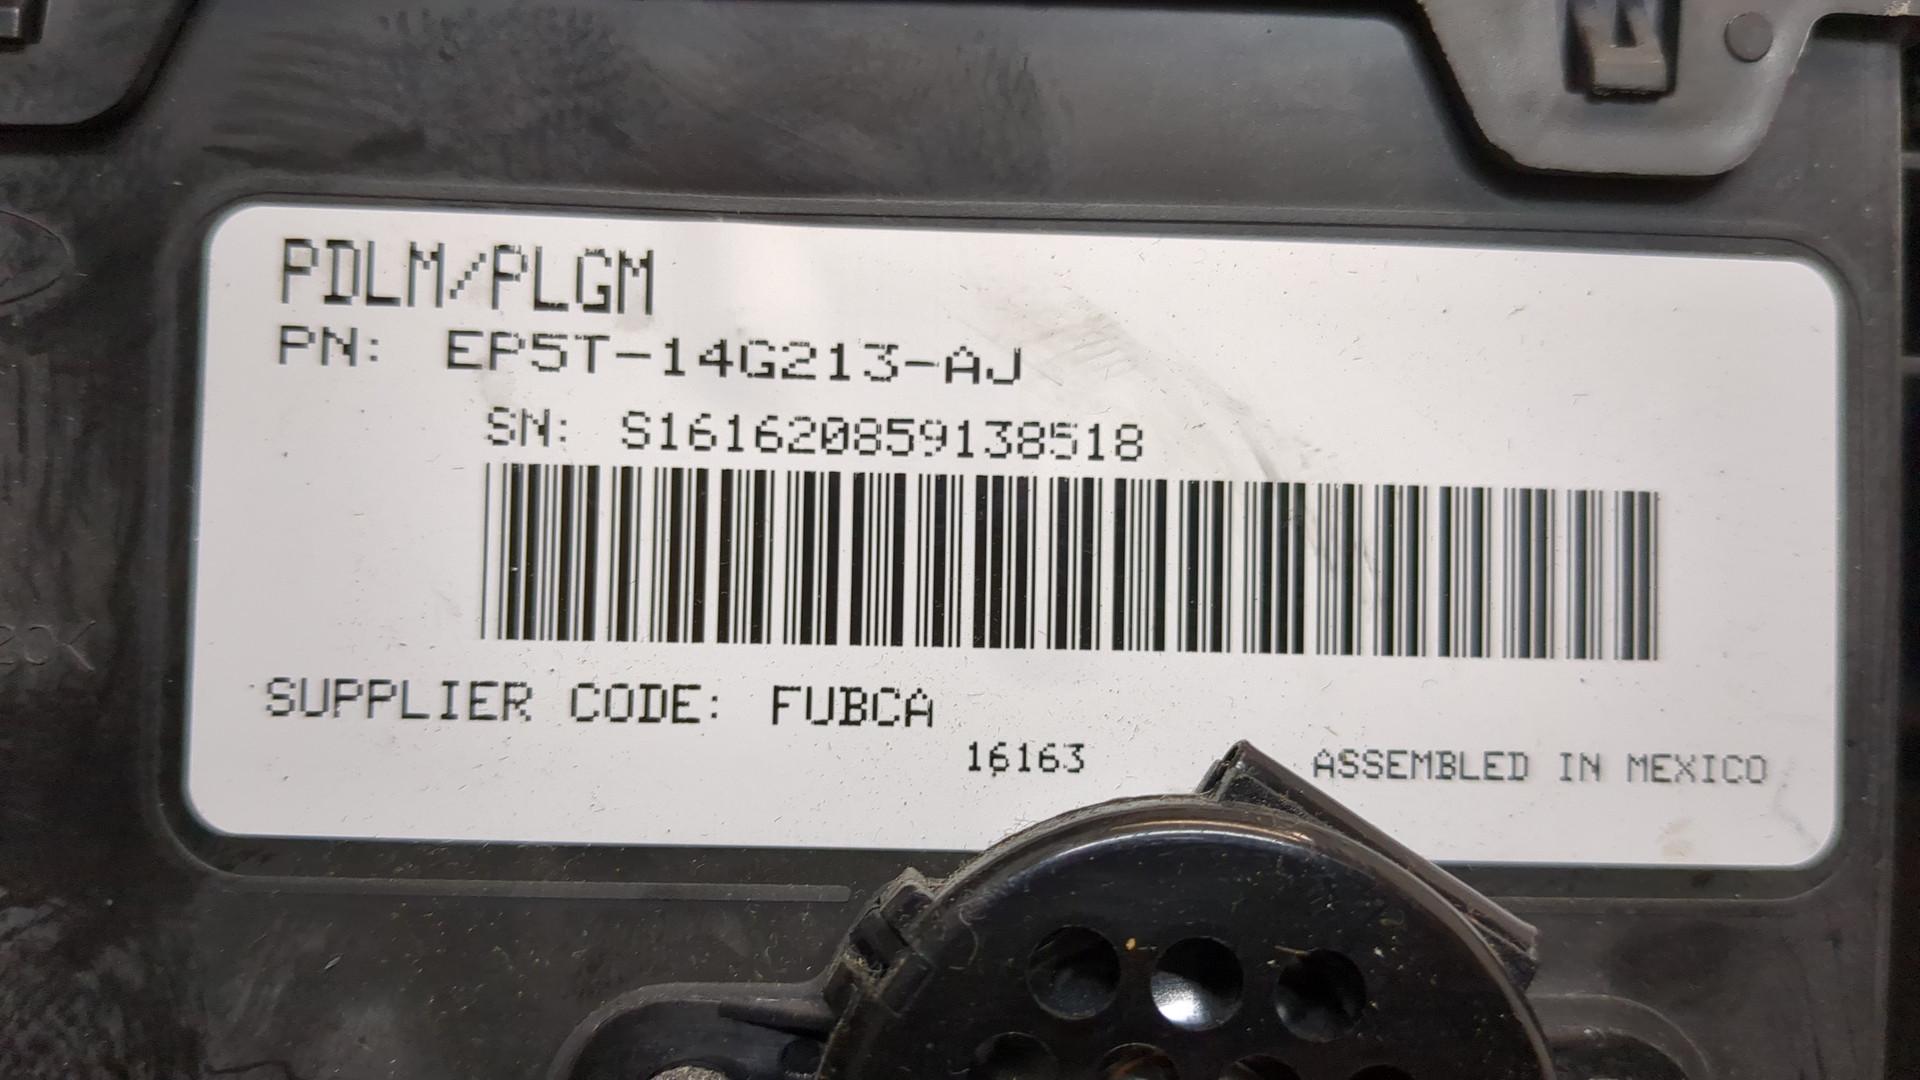 PDLM/PLGM
PN: EP5T-14G213-AJ
SN: S161620859138518
SUPPLIER CODE: FUBCA
16163
ASSEMBLED IN MEXICO